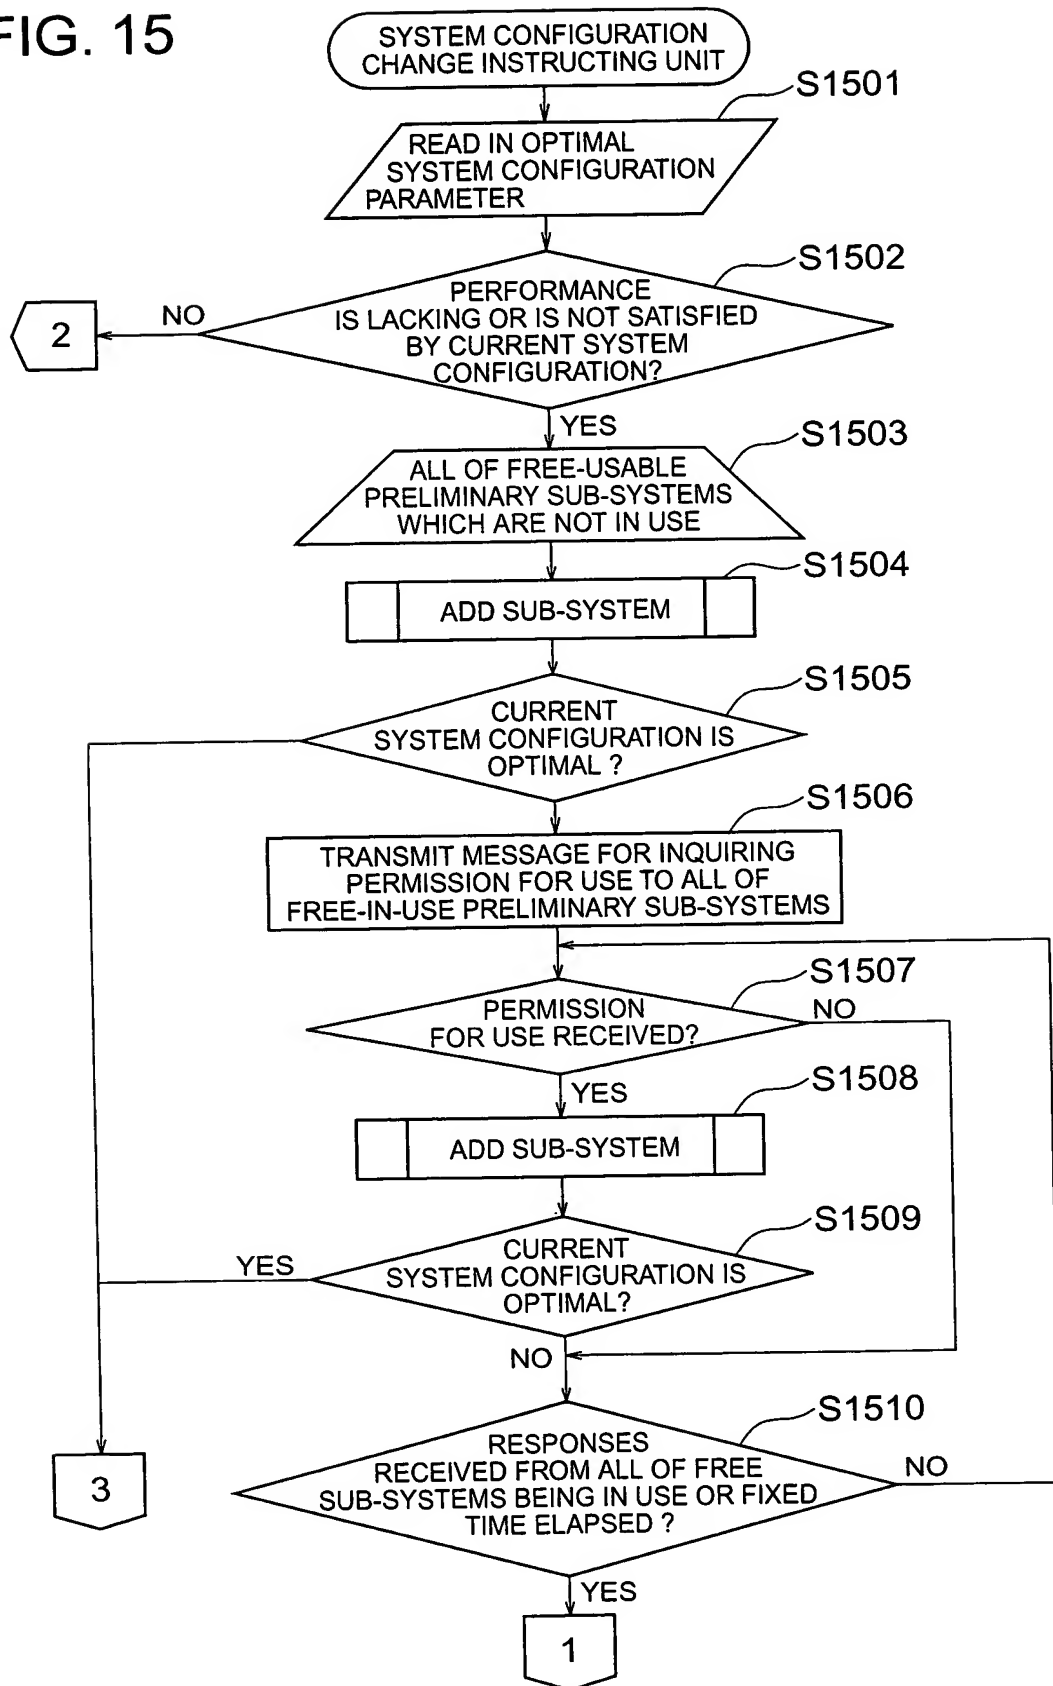 FIG. 15
SYSTEM CONFIGURATION
CHANGE INSTRUCTING UNIT
S1501
READ IN OPTIMAL
SYSTEM CONFIGURATION
PARAMETER
S1502
PERFORMANCE
IS LACKING OR IS NOT SATISFIED
BY CURRENT SYSTEM
CONFIGURATION?
NO
2
YES
S1503
ALL OF FREE-USABLE
PRELIMINARY SUB-SYSTEMS
WHICH ARE NOT IN USE
S1504
ADD SUB-SYSTEM
S1505
CURRENT
SYSTEM CONFIGURATION IS
OPTIMAL ?
S1506
TRANSMIT MESSAGE FOR INQUIRING
PERMISSION FOR USE TO ALL OF
FREE-IN-USE PRELIMINARY SUB-SYSTEMS
S1507
PERMISSION
FOR USE RECEIVED?
NO
YES
S1508
ADD SUB-SYSTEM
S1509
CURRENT
SYSTEM CONFIGURATION IS
OPTIMAL?
YES
NO
S1510
RESPONSES
RECEIVED FROM ALL OF FREE
SUB-SYSTEMS BEING IN USE OR FIXED
TIME ELAPSED ?
NO
3
YES
1